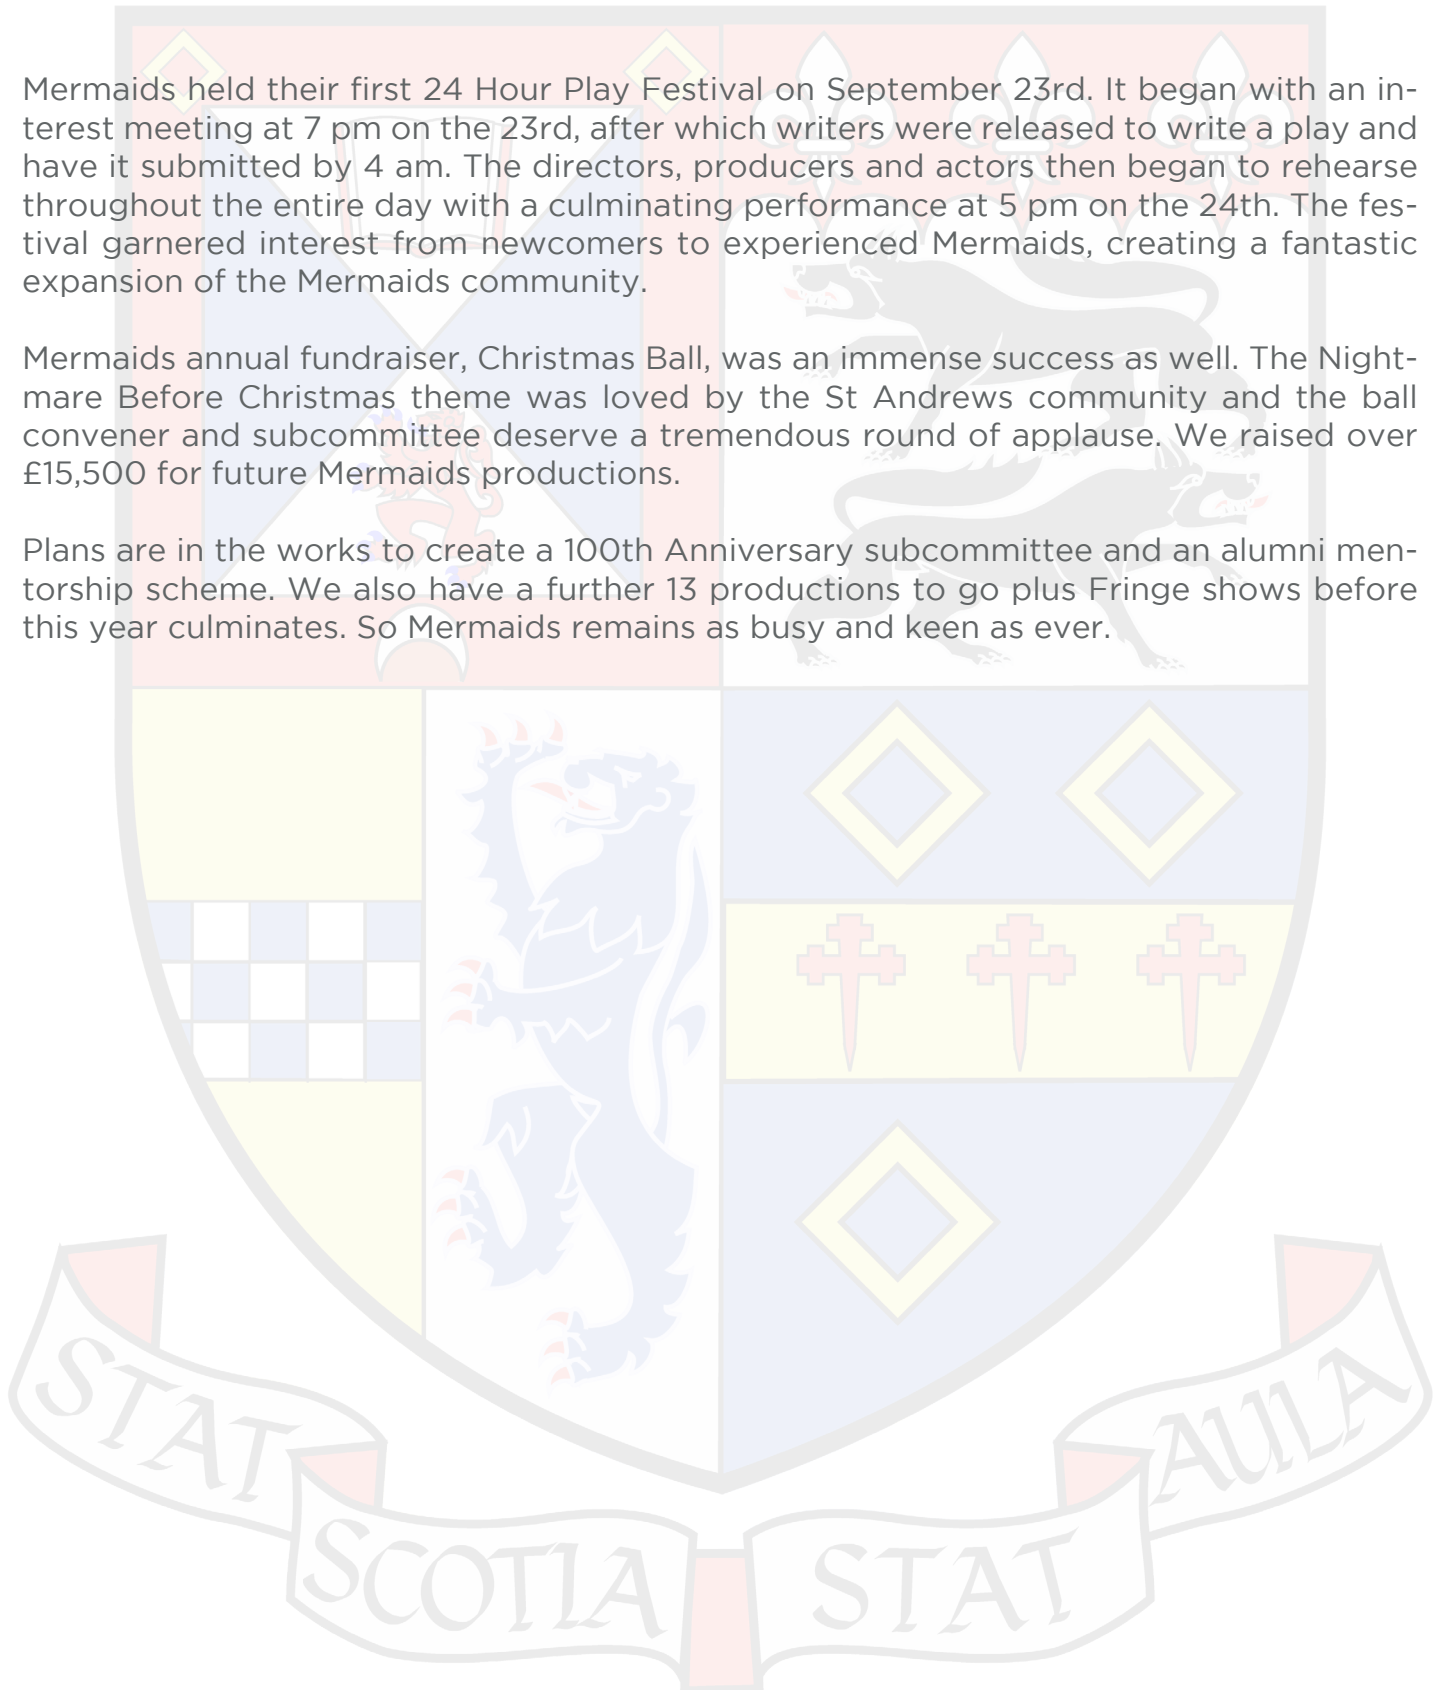 Mermaids held their first 24 Hour Play Festival on September 23rd. It began with an in-
terest meeting at 7 pm on the 23rd, after which writers were released to write a play and
have it submitted by 4 am. The directors, producers and actors then began to rehearse
throughout the entire day with a culminating performance at 5 pm on the 24th. The fes-
tival garnered interest from newcomers to experienced Mermaids, creating a fantastic
expansion of the Mermaids community.
Mermaids annual fundraiser, Christmas Ball, was an immense success as well. The Night-
mare Before Christmas theme was loved by the St Andrews community and the ball
convener and subcommittee deserve a tremendous round of applause. We raised over
£15,500 for future Mermaids productions.
Plans are in the works to create a 100th Anniversary subcommittee and an alumni men-
torship scheme. We also have a further 13 productions to go plus Fringe shows before
this year culminates. So Mermaids remains as busy and keen as ever.
STAT
SCOTIA
STAT
AULA